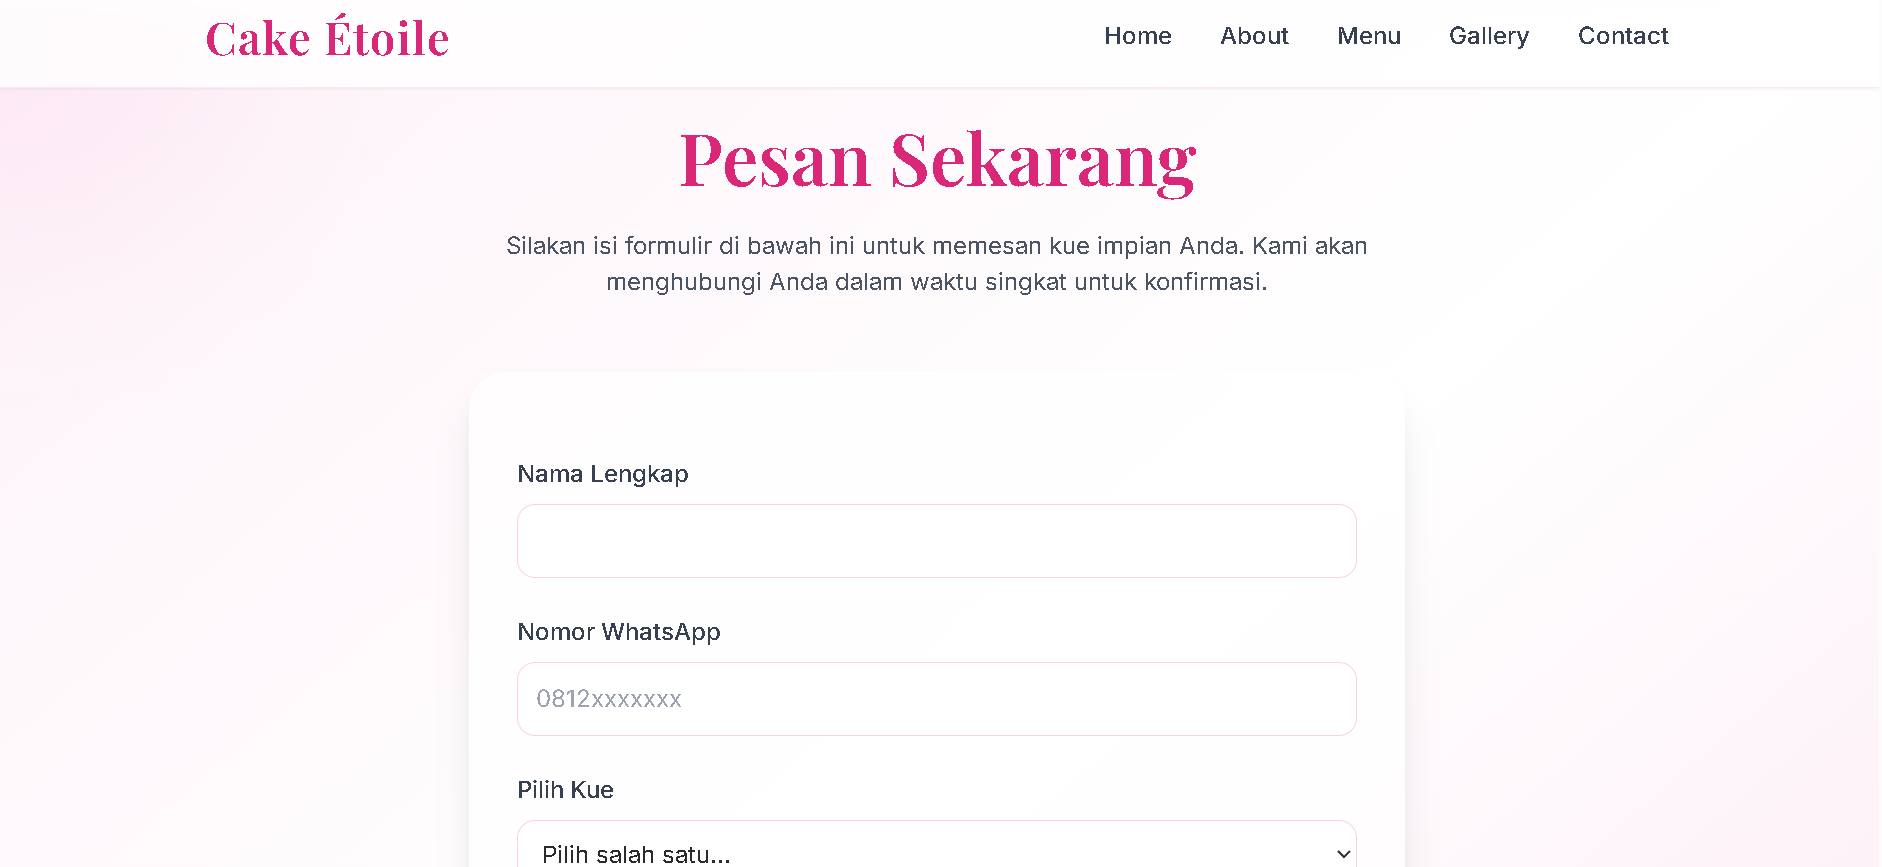 Cake Étoile
Home
About
Menu
Gallery
Contact
Pesan Sekarang
Silakan isi formulir di bawah ini untuk memesan kue impian Anda. Kami akan
menghubungi Anda dalam waktu singkat untuk konfirmasi.
Nama Lengkap
Nomor WhatsApp
0812xxxxxxx
Pilih Kue
Pilih salah satu...